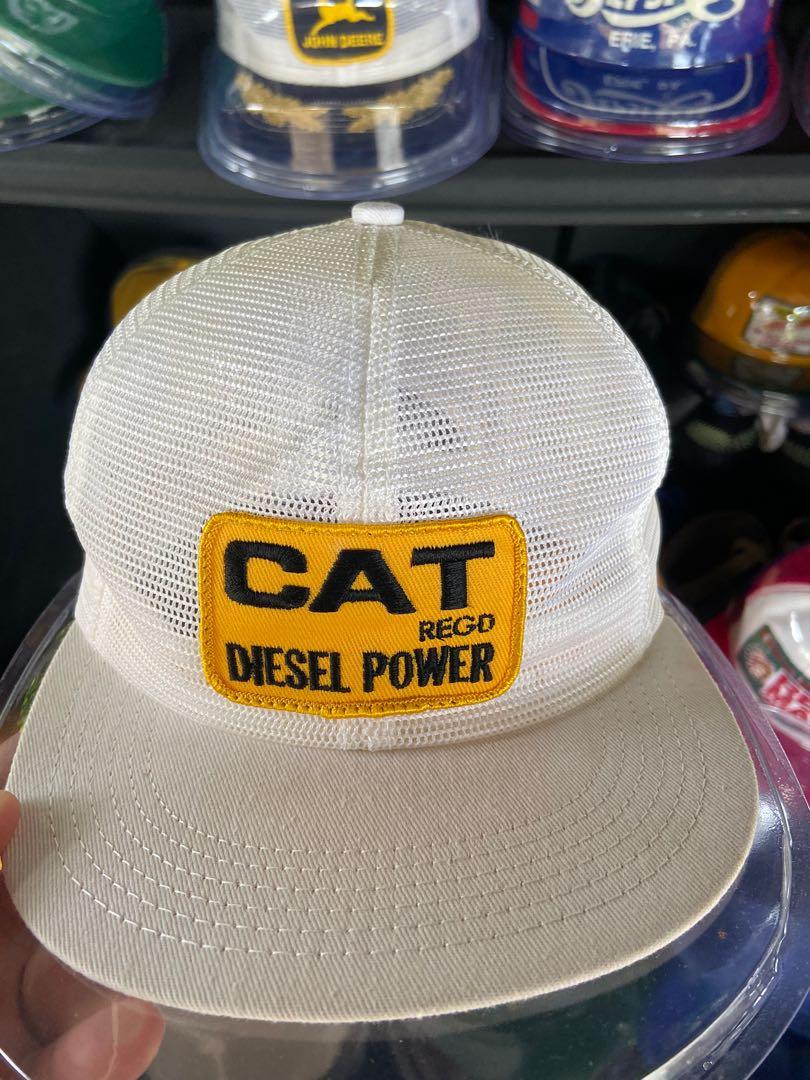 JOHN DEERE
ERIE, PA
CAT
REGD
DIESEL POWER